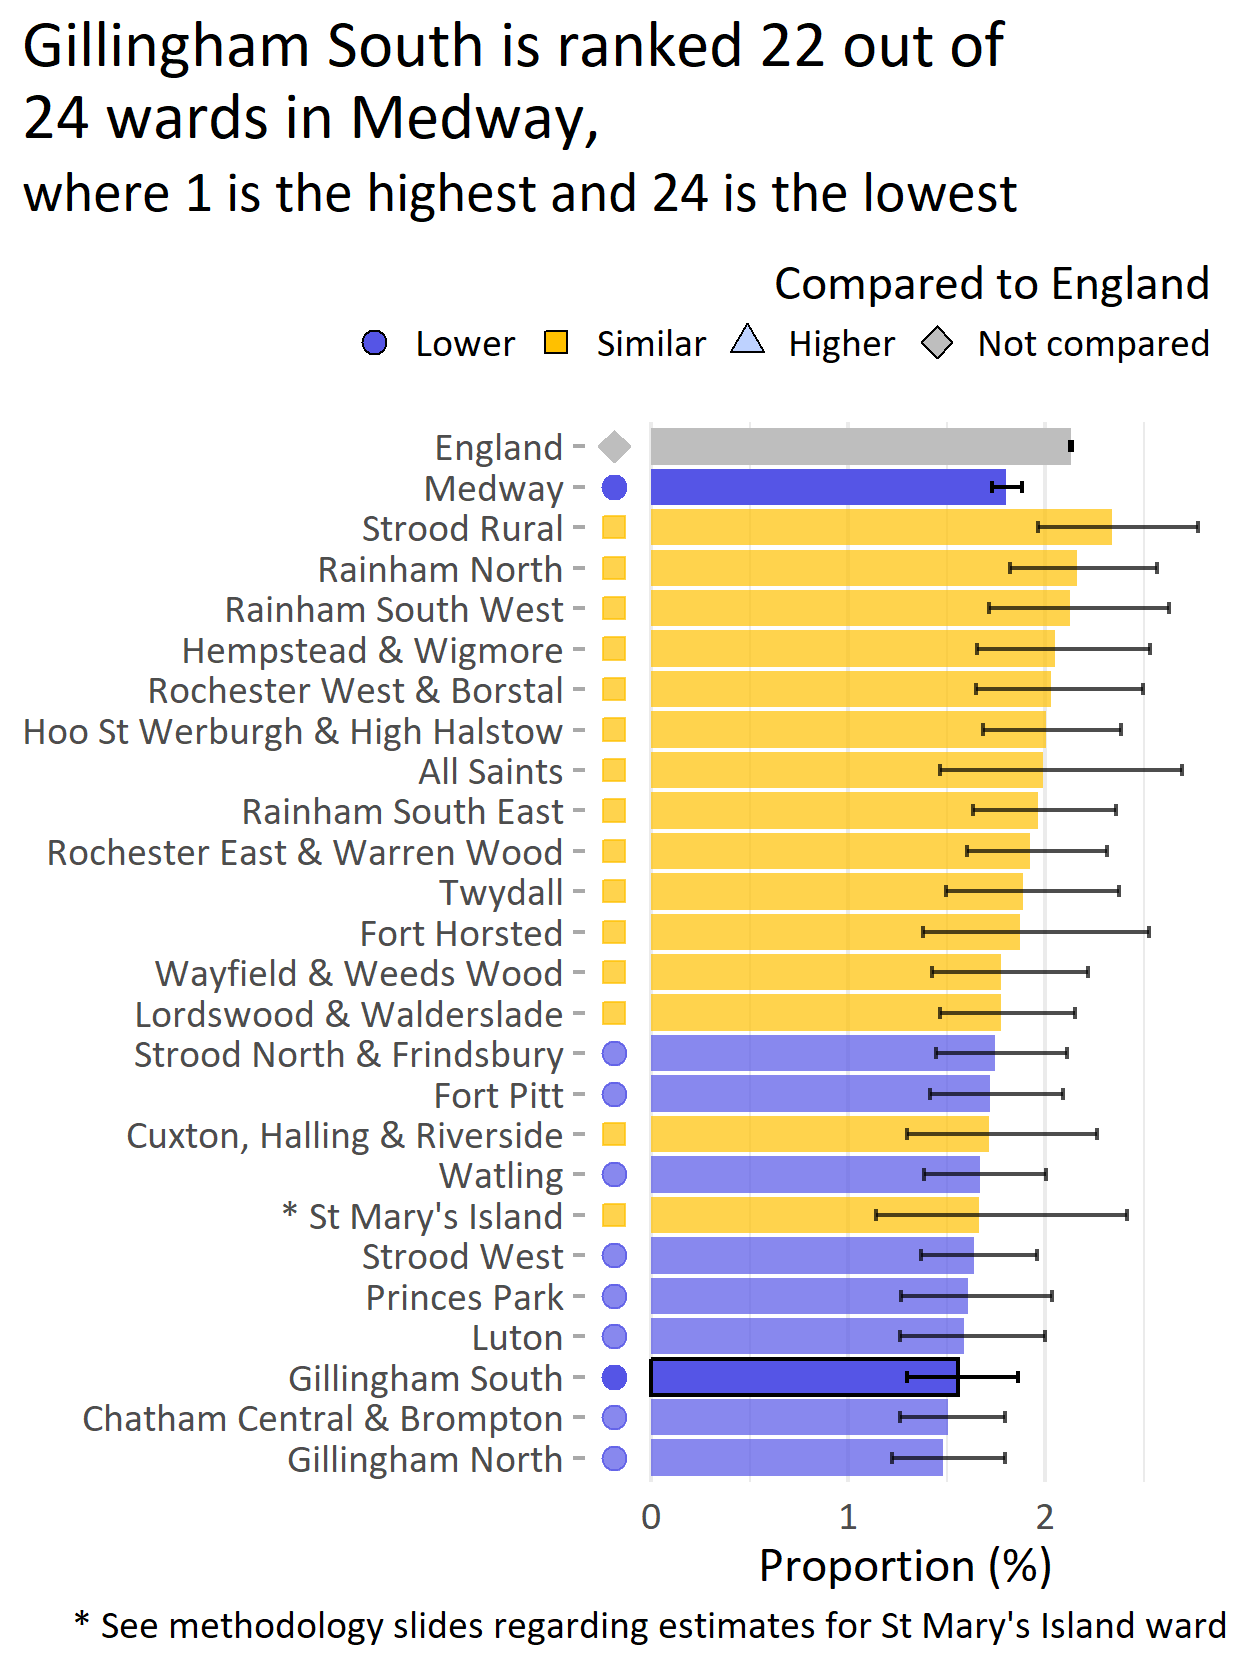 Gillingham South is ranked 22 out of
24 wards in Medway,
where 1 is the highest and 24 is the lowest
Compared to England
Lower Similar Higher Not compared
England
Medway
Strood Rural
Rainham North
Rainham South West
Hempstead & Wigmore
Rochester West & Borstal
Hoo St Werburgh & High Halstow
All Saints
Rainham South East
Rochester East & Warren Wood
Twydall
Fort Horsted
Wayfield & Weeds Wood
Lordswood & Walderslade
Strood North & Frindsbury
Fort Pitt
Cuxton, Halling & Riverside
Watling
* St Mary's Island
Strood West
Princes Park
Luton
Gillingham South
Chatham Central & Brompton
Gillingham North
0 1 2
Proportion (%)
* See methodology slides regarding estimates for St Mary's Island ward